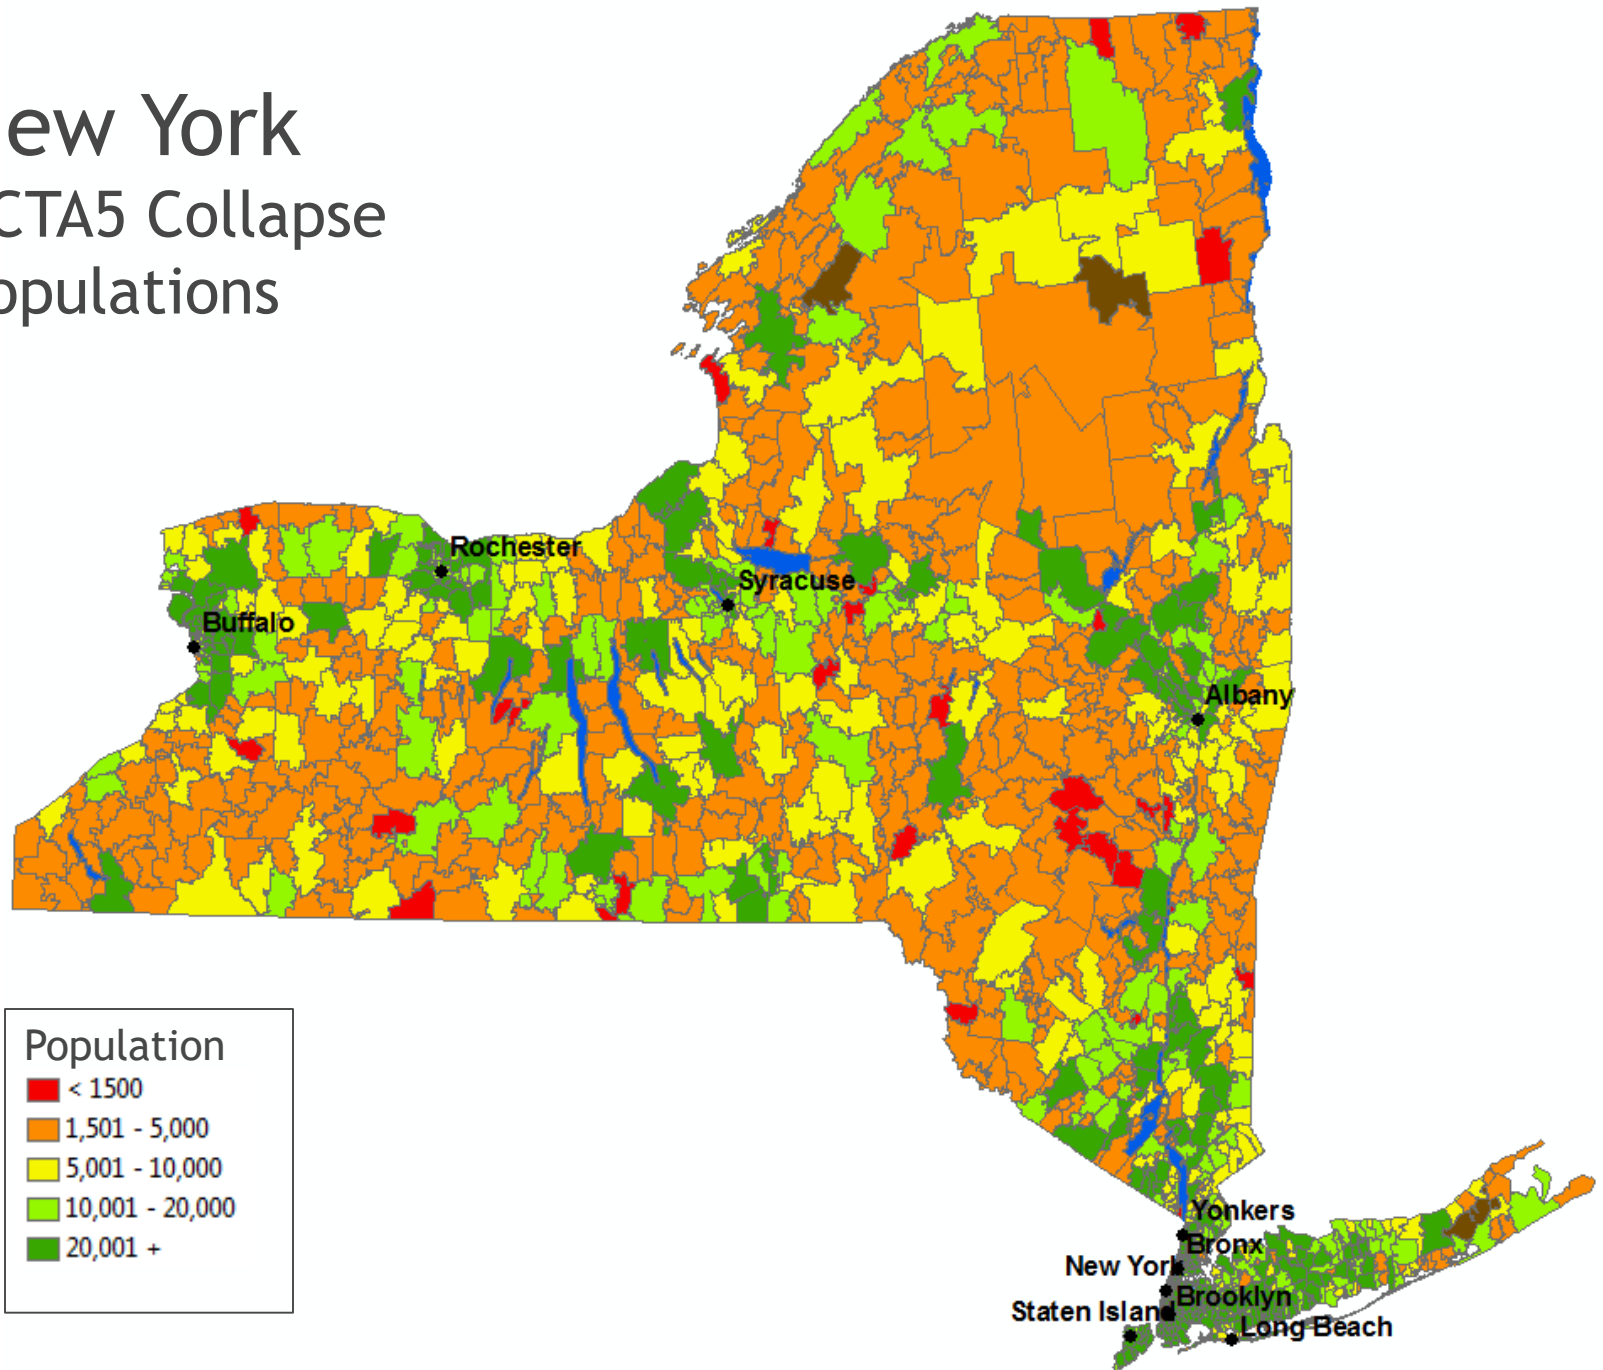 ew York
CTA5 Collapse
opulations
Rochester
Syracuse
Buffalo
Albany
Population
< 1500
1,501 - 5,000
5,001 - 10,000
10,001 - 20,000
20,001 +
Yonkers
Bronx
New York
Brooklyn
Staten Island
Long Beach